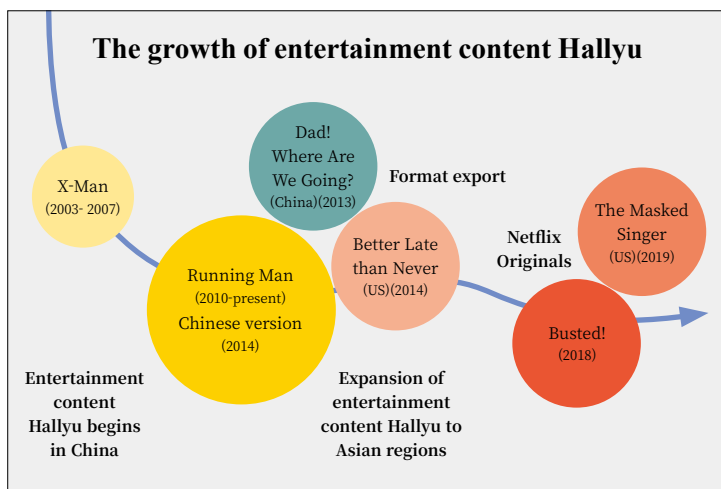 The growth of entertainment content Hallyu
X-Man
(2003- 2007)
Entertainment
content
Hallyu begins
in China
Running Man
(2010-present)
Chinese version
(2014)
Dad!
Where Are
We Going?
(China)(2013)
Format export
Better Late
than Never
(US)(2014)
Expansion of
entertainment
content Hallyu to
Asian regions
Netflix
Originals
Busted!
(2018)
The Masked
Singer
(US)(2019)